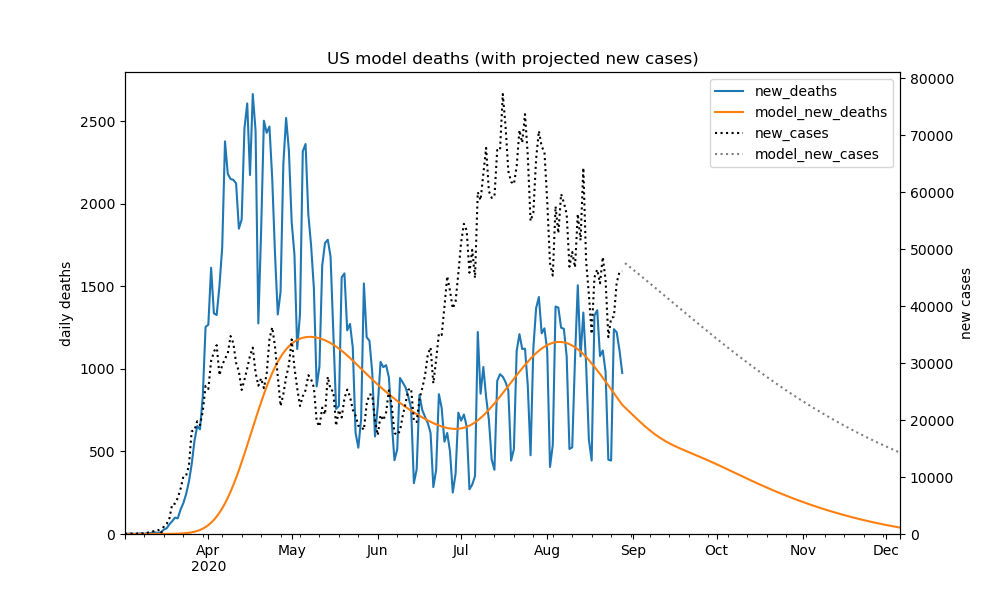 US model deaths (with projected new cases)
new_deaths
model_new_deaths
new_cases
model_new_cases
daily deaths
new cases
2500
2000
1500
1000
500
0
80000
70000
60000
50000
40000
30000
20000
10000
0
Apr May Jun Jul Aug Sep Oct Nov Dec
2020